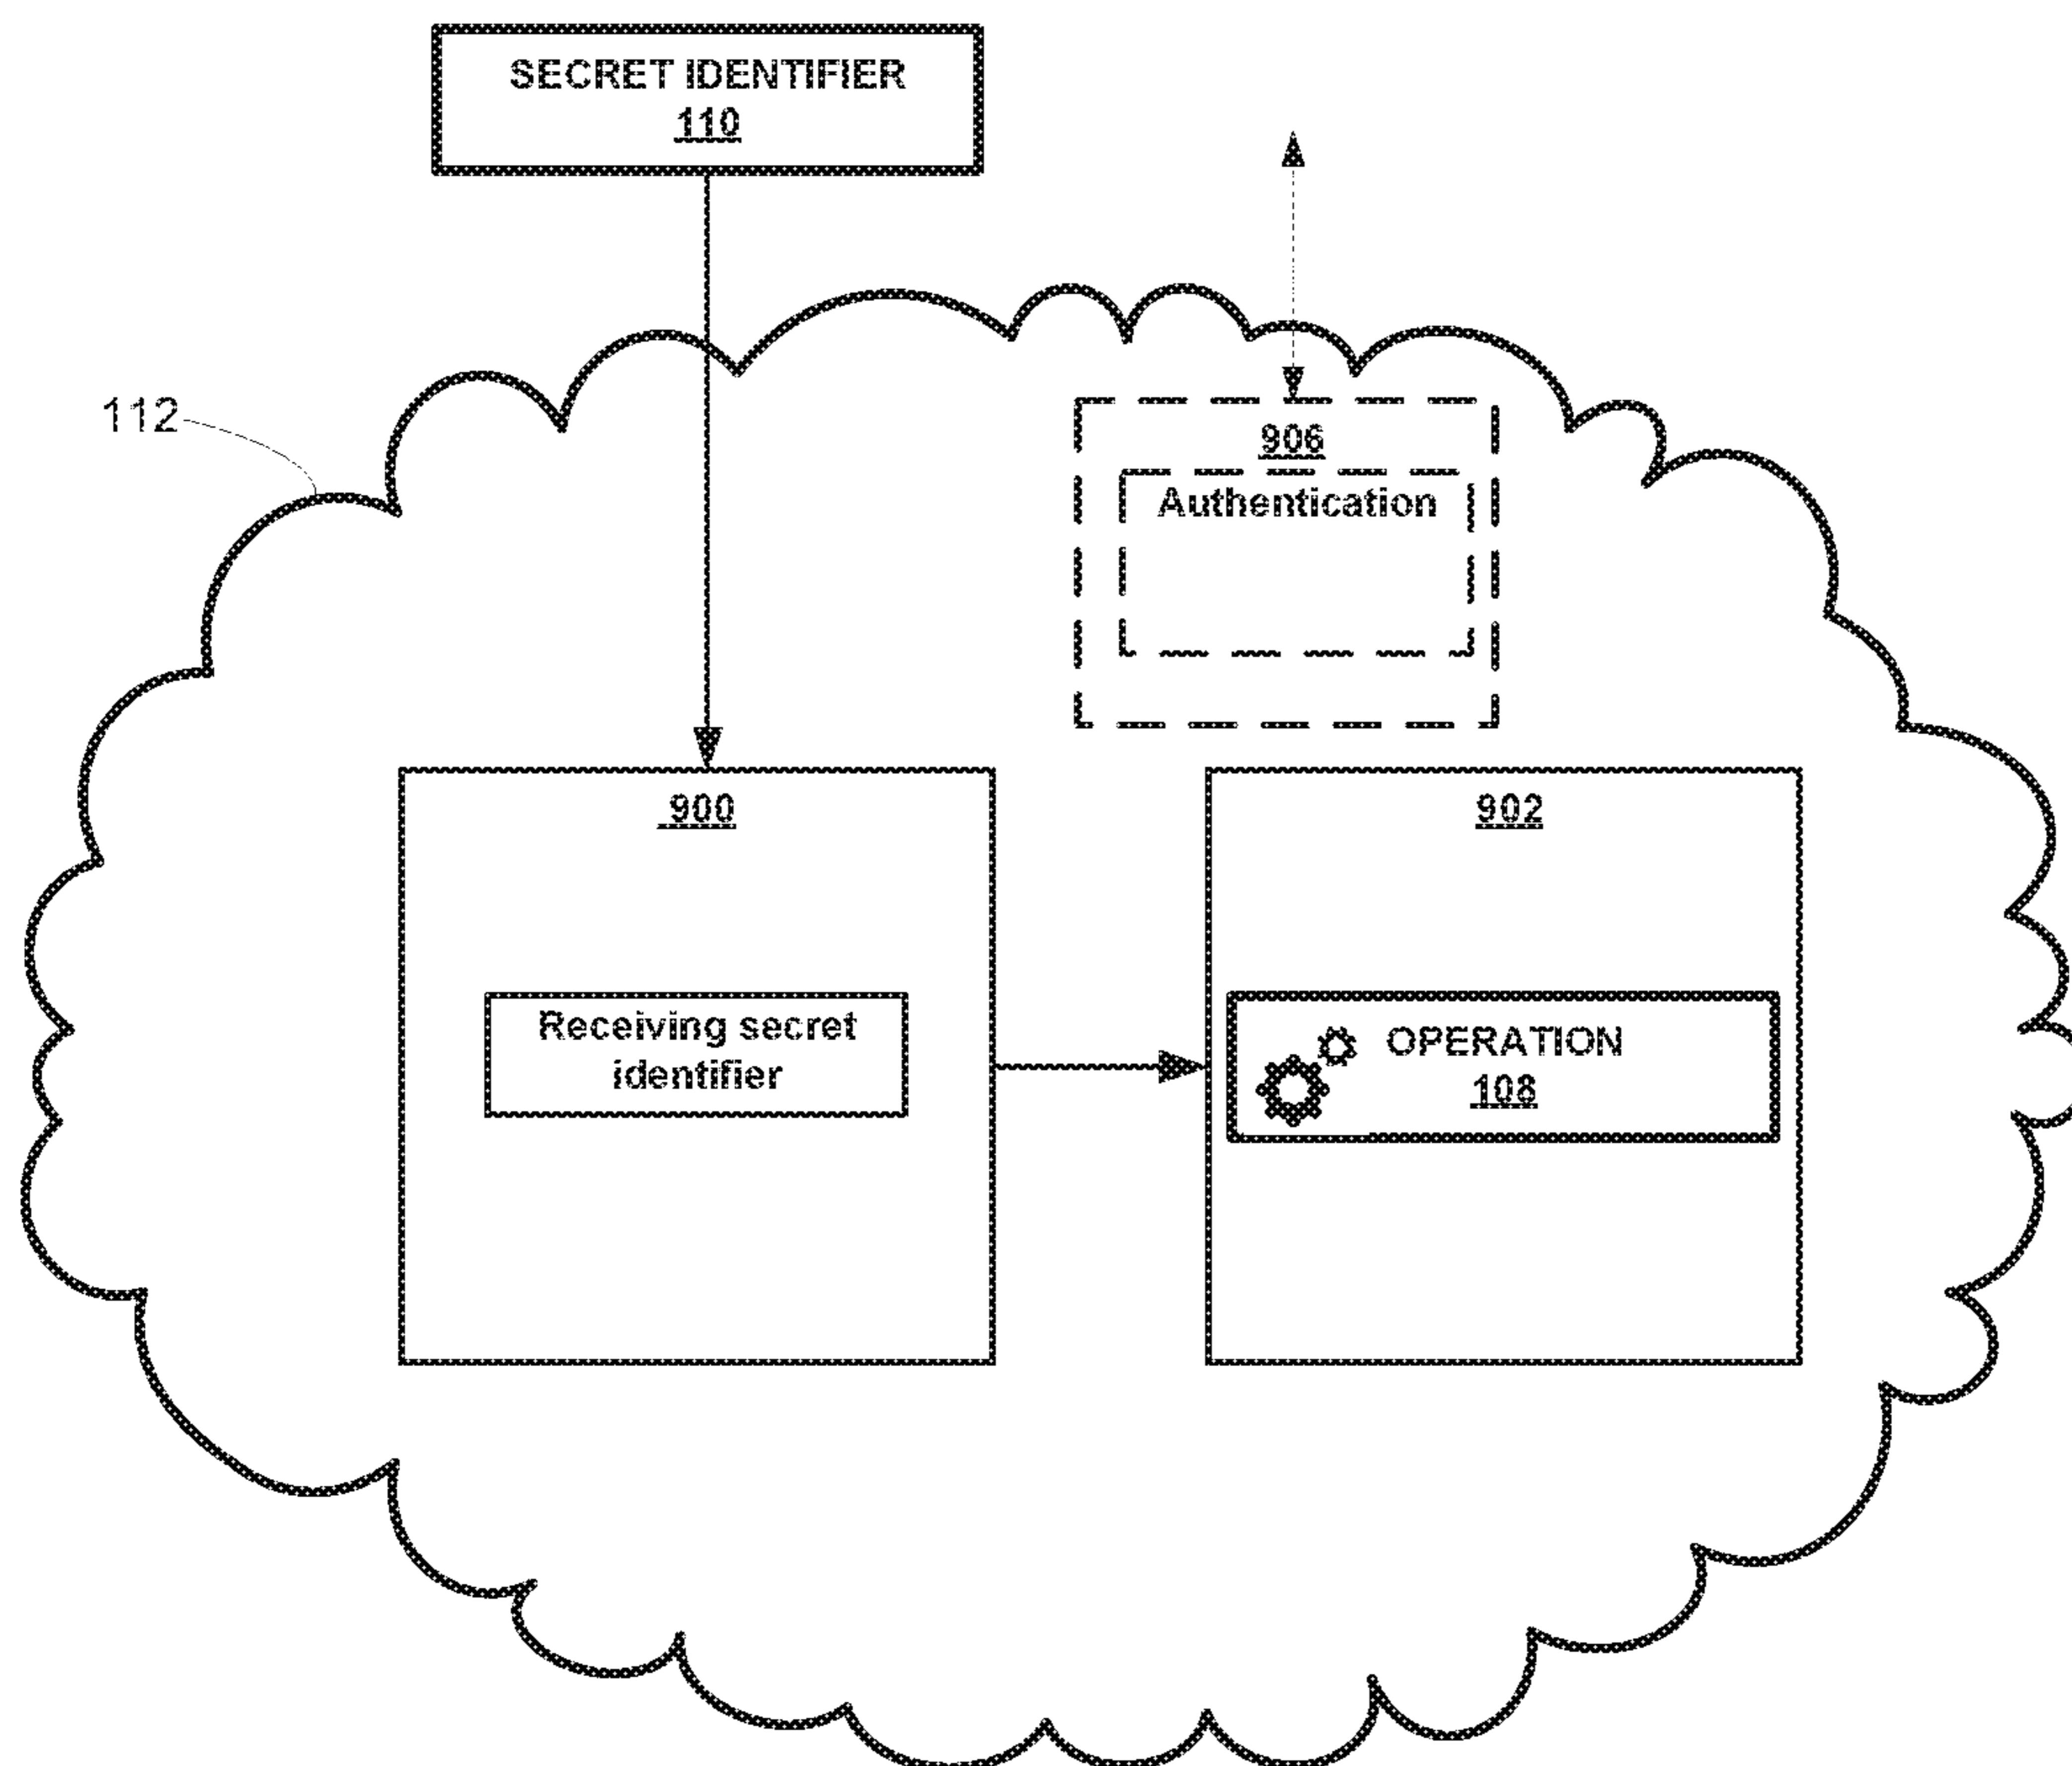 SECRET IDENTIFIER
110
112
906
Authentication
900
902
Receiving secret
identifier
OPERATION
108